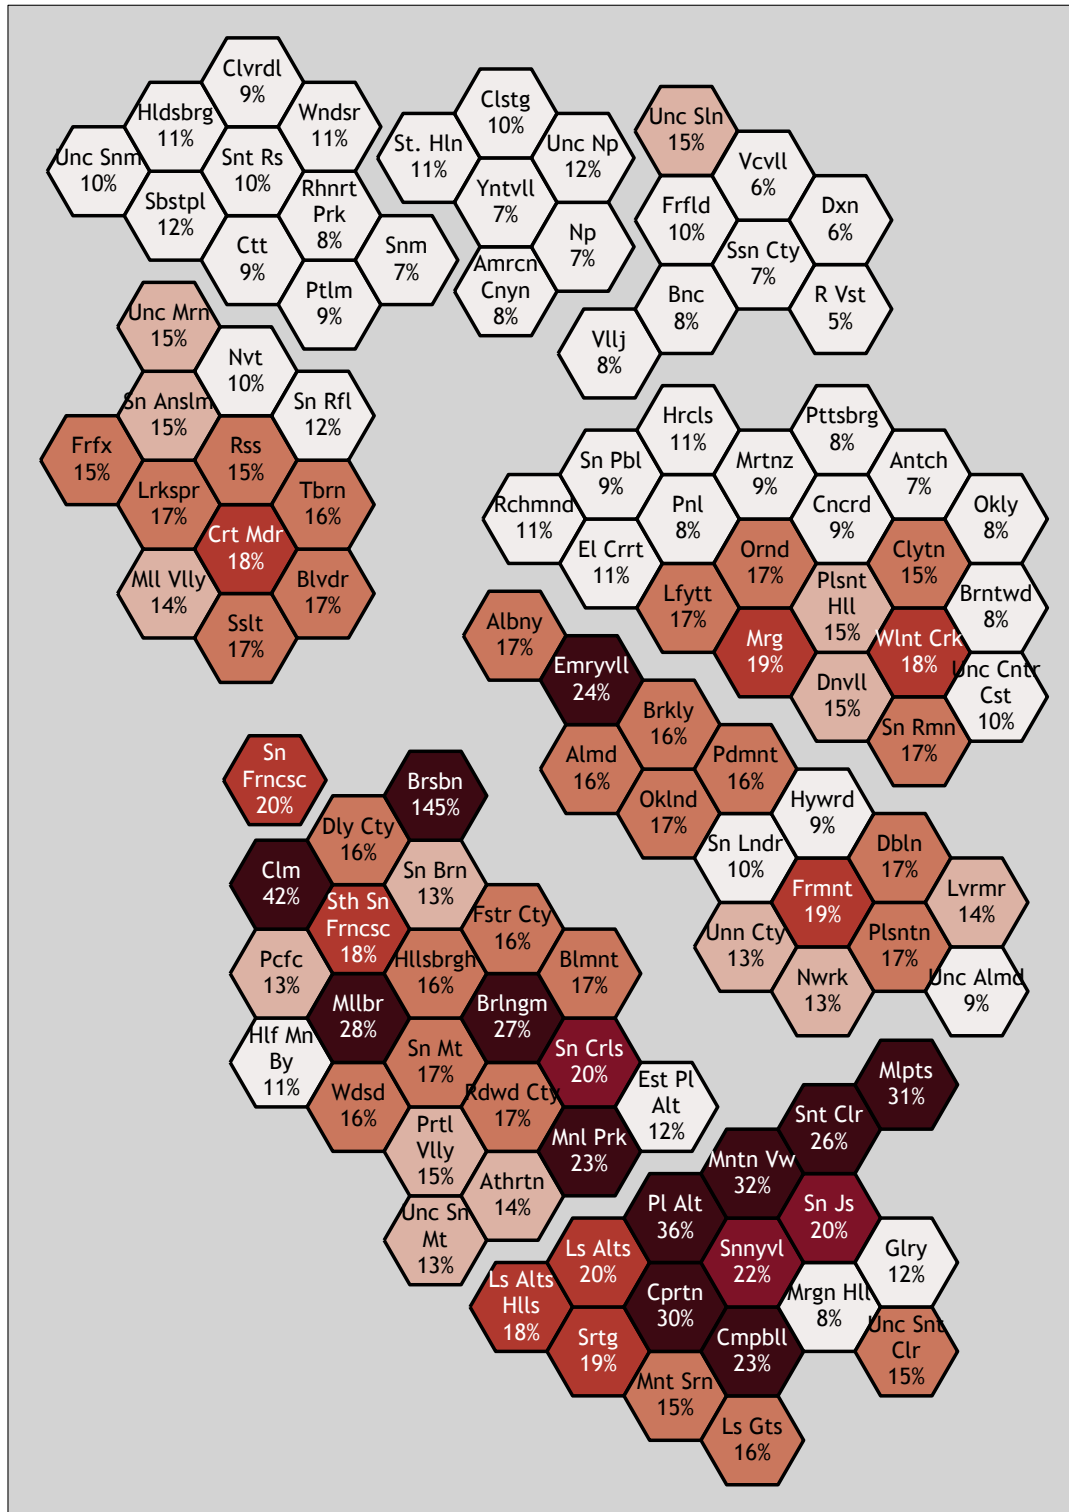 Clvrdl
9%
Hldsbrg
11%
Wndsr
11%
Unc Snm
10%
Snt Rs
10%
Sbstpl
12%
Rhnrt
Prk
8%
Ctt
9%
Snm
7%
Ptlm
9%
Clstg
10%
St. Hln
11%
Unc Np
12%
Yntvll
7%
Np
7%
Amrcn
Cnyn
8%
Unc Sln
15%
Vcvll
6%
Frfld
10%
Dxn
6%
Ssn Cty
7%
Bnc
8%
R Vst
5%
Vllj
8%
Unc Mrn
15%
Nvt
10%
Sn Anslm
15%
Sn Rfl
12%
Frfx
15%
Rss
15%
Lrkspr
17%
Tbrn
16%
Crt Mdr
18%
Mll Vlly
14%
Blvdr
17%
Sslt
17%
Hrcls
11%
Pttsbrg
8%
Sn Pbl
9%
Mrtnz
9%
Antch
7%
Rchmnd
11%
Pnl
8%
Cncrd
9%
Okly
8%
El Crrt
11%
Ornd
17%
Clytn
15%
Lfytt
17%
Plsnt
Hll
15%
Brntwd
8%
Mrg
19%
Wlnt Crk
18%
Dnvll
15%
Unc Cntr
Cst
10%
Sn Rmn
17%
Albny
17%
Emryvll
24%
Brkly
16%
Almd
16%
Pdmnt
16%
Oklnd
17%
Hywrd
9%
Sn Lndr
10%
Dbln
17%
Frmnt
19%
Lvrmr
14%
Unn Cty
13%
Plsntn
17%
Nwrk
13%
Unc Almd
9%
Sn
Frncsc
20%
Brsbn
145%
Dly Cty
16%
Clm
42%
Sn Brn
13%
Sth Sn
Frncsc
18%
Fstr Cty
16%
Pcfc
13%
Hllsbrgh
16%
Blmnt
17%
Mllbr
28%
Brlngm
27%
Hlf Mn
By
11%
Sn Mt
17%
Sn Crls
20%
Wdsd
16%
Rdwd Cty
17%
Est Pl
Alt
12%
Prtl
Vlly
15%
Mnl Prk
23%
Athrtn
14%
Unc Sn
Mt
13%
Mlpts
31%
Snt Clr
26%
Mntn Vw
32%
Pl Alt
36%
Sn Js
20%
Ls Alts
20%
Snnyvl
22%
Glry
12%
Ls Alts
Hlls
18%
Cprtn
30%
Mrgn Hll
8%
Srtg
19%
Cmpbll
23%
Unc Snt
Clr
15%
Mnt Srn
15%
Ls Gts
16%